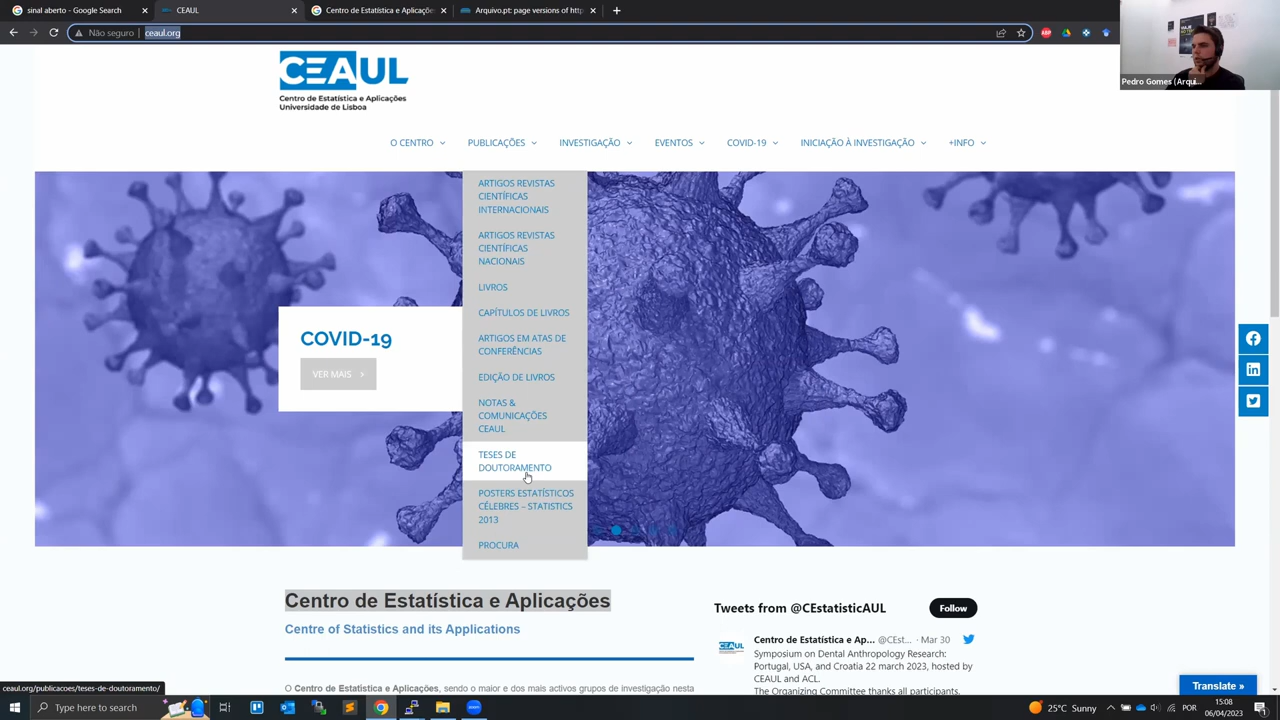 sinal aberto - Google Search
CEAUL
Centro de Estatística e Aplicaçõe
Arquivo.pt: page versions of http
Não seguro
ceaul.org
Pedro Gomes (Arqui...
CEAUL
Centro de Estatística e Aplicações
Universidade de Lisboa
O CENTRO
PUBLICAÇÕES
INVESTIGAÇÃO
EVENTOS
COVID-19
INICIAÇÃO À INVESTIGAÇÃO
+INFO
ARTIGOS REVISTAS
CIENTÍFICAS
INTERNACIONAIS
ARTIGOS REVISTAS
CIENTÍFICAS
NACIONAIS
LIVROS
CAPÍTULOS DE LIVROS
ARTIGOS EM ATAS DE
CONFERÊNCIAS
EDIÇÃO DE LIVROS
NOTAS &
COMUNICAÇÕES
CEAUL
TESES DE
DOUTORAMENTO
POSTERS ESTATÍSTICOS
CÉLEBRES – STATISTICS
2013
PROCURA
COVID-19
VER MAIS
Centro de Estatística e Aplicações
Centre of Statistics and its Applications
O Centro de Estatística e Aplicações, sendo o maior e dos mais activos grupos de investigação nesta
Tweets from @CEstatisticAUL
Follow
Centro de Estatística e Ap... @CEst... · Mar 30
Symposium on Dental Anthropology Research:
Portugal, USA, and Croatia 22 march 2023, hosted by
CEAUL and ACL.
The Organizing Committee thanks all participants.
Translate »
ceaul.org/publicacoes/teses-de-doutoramento/
Type here to search
25°C Sunny
POR
15:08
06/04/2023